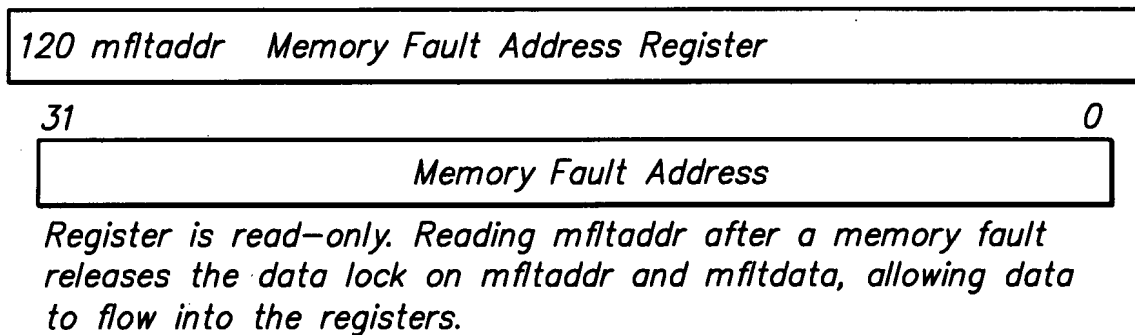 120 mfltaddr Memory Fault Address Register
31 0
Memory Fault Address
Register is read-only. Reading mfltaddr after a memory fault
releases the data lock on mfltaddr and mfltdata, allowing data
to flow into the registers.